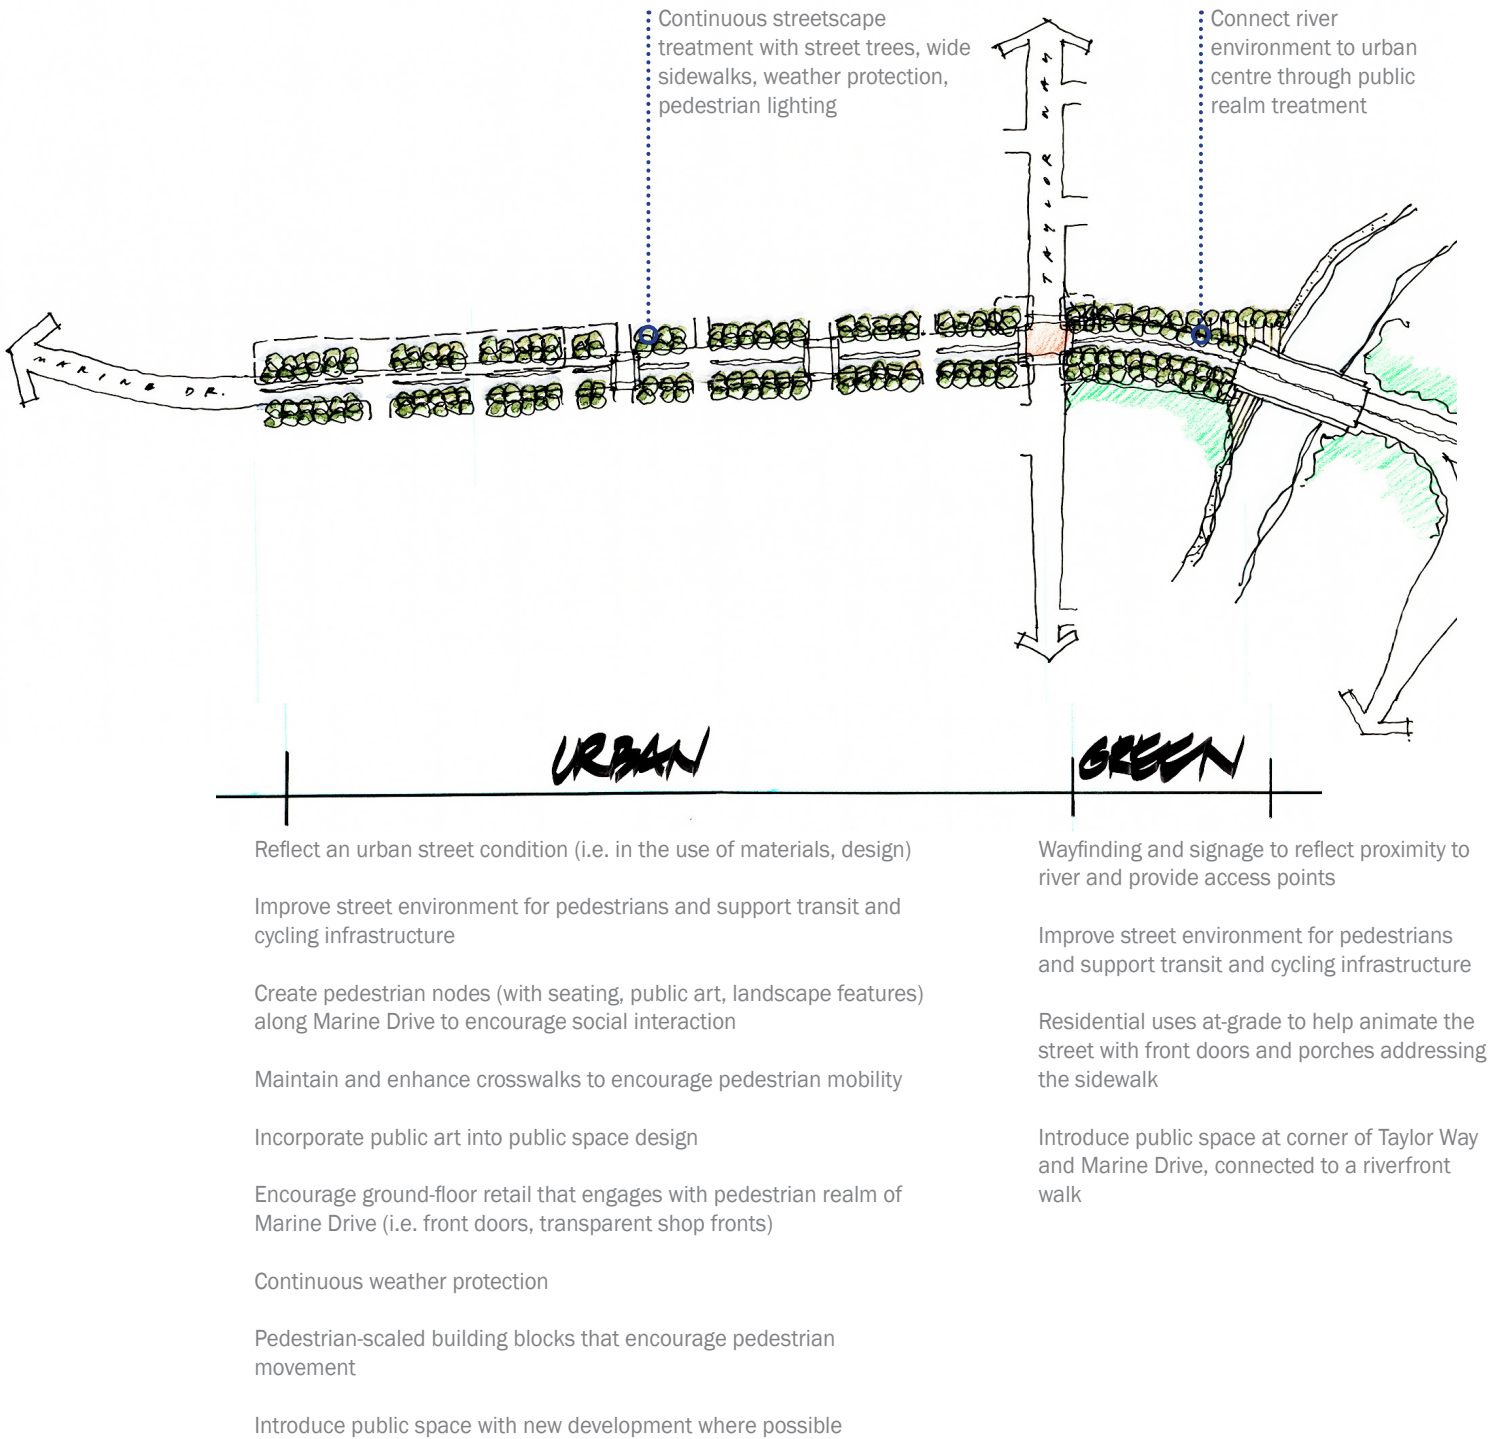 Continuous streetscape
treatment with street trees, wide
sidewalks, weather protection,
pedestrian lighting
Connect river
environment to urban
centre through public
realm treatment
TAYLOR WAY
MARINE DR.
URBAN
GREEN
Reflect an urban street condition (i.e. in the use of materials, design)
Improve street environment for pedestrians and support transit and
cycling infrastructure
Create pedestrian nodes (with seating, public art, landscape features)
along Marine Drive to encourage social interaction
Maintain and enhance crosswalks to encourage pedestrian mobility
Incorporate public art into public space design
Encourage ground-floor retail that engages with pedestrian realm of
Marine Drive (i.e. front doors, transparent shop fronts)
Continuous weather protection
Pedestrian-scaled building blocks that encourage pedestrian
movement
Introduce public space with new development where possible
Wayfinding and signage to reflect proximity to
river and provide access points
Improve street environment for pedestrians
and support transit and cycling infrastructure
Residential uses at-grade to help animate the
street with front doors and porches addressing
the sidewalk
Introduce public space at corner of Taylor Way
and Marine Drive, connected to a riverfront
walk